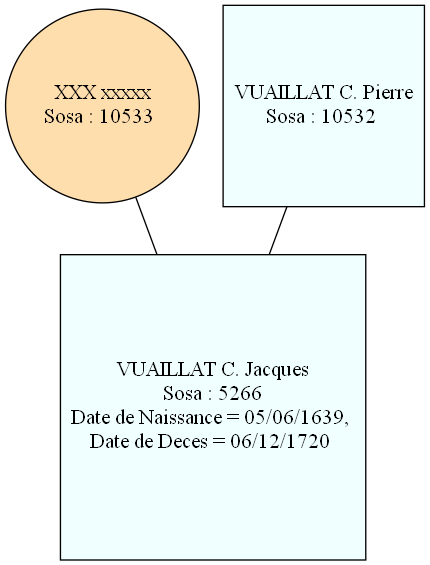 XXX xxxxx
Sosa : 10533
VUAILLAT C. Pierre
Sosa : 10532
VUAILLAT C. Jacques
Sosa : 5266
Date de Naissance = 05/06/1639,
Date de Deces = 06/12/1720